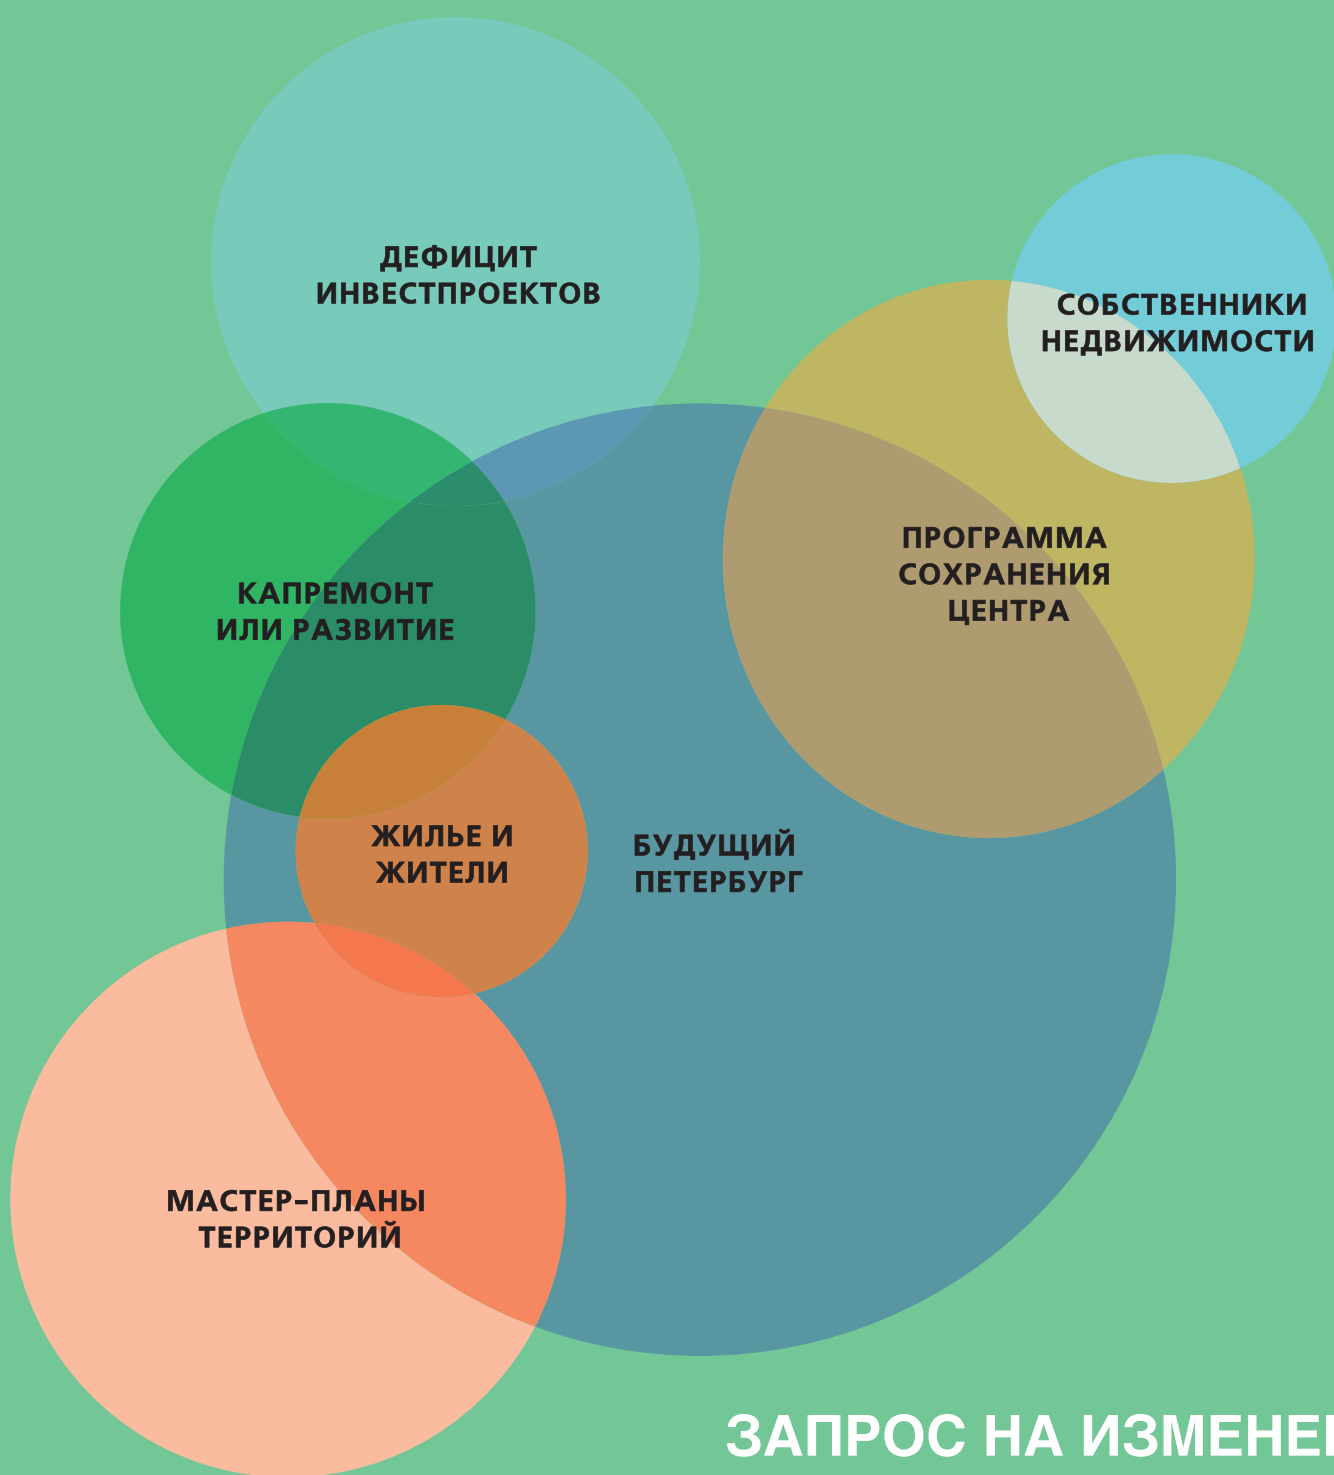 ДЕФИЦИТ
ИНВЕСТПРОЕКТОВ
СОБСТВЕННИКИ
НЕДВИЖИМОСТИ
ПРОГРАММА
СОХРАНЕНИЯ
ЦЕНТРА
КАПРЕМОНТ
ИЛИ РАЗВИТИЕ
ЖИЛЬЕ И
ЖИТЕЛИ
БУДУЩИЙ
ПЕТЕРБУРГ
МАСТЕР-ПЛАНЫ
ТЕРРИТОРИЙ
ЗАПРОС НА